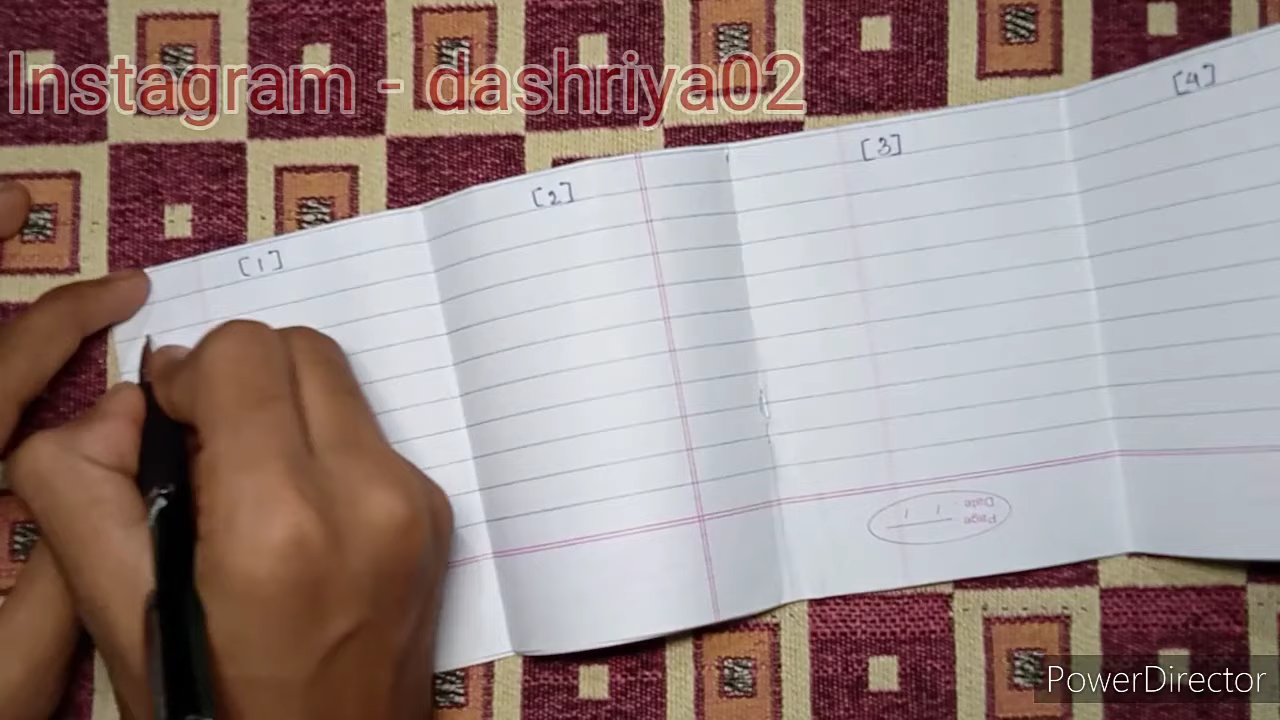 Instagram - dashriya02
[1]
[2]
[3]
[4]
Date
Page
PowerDirector